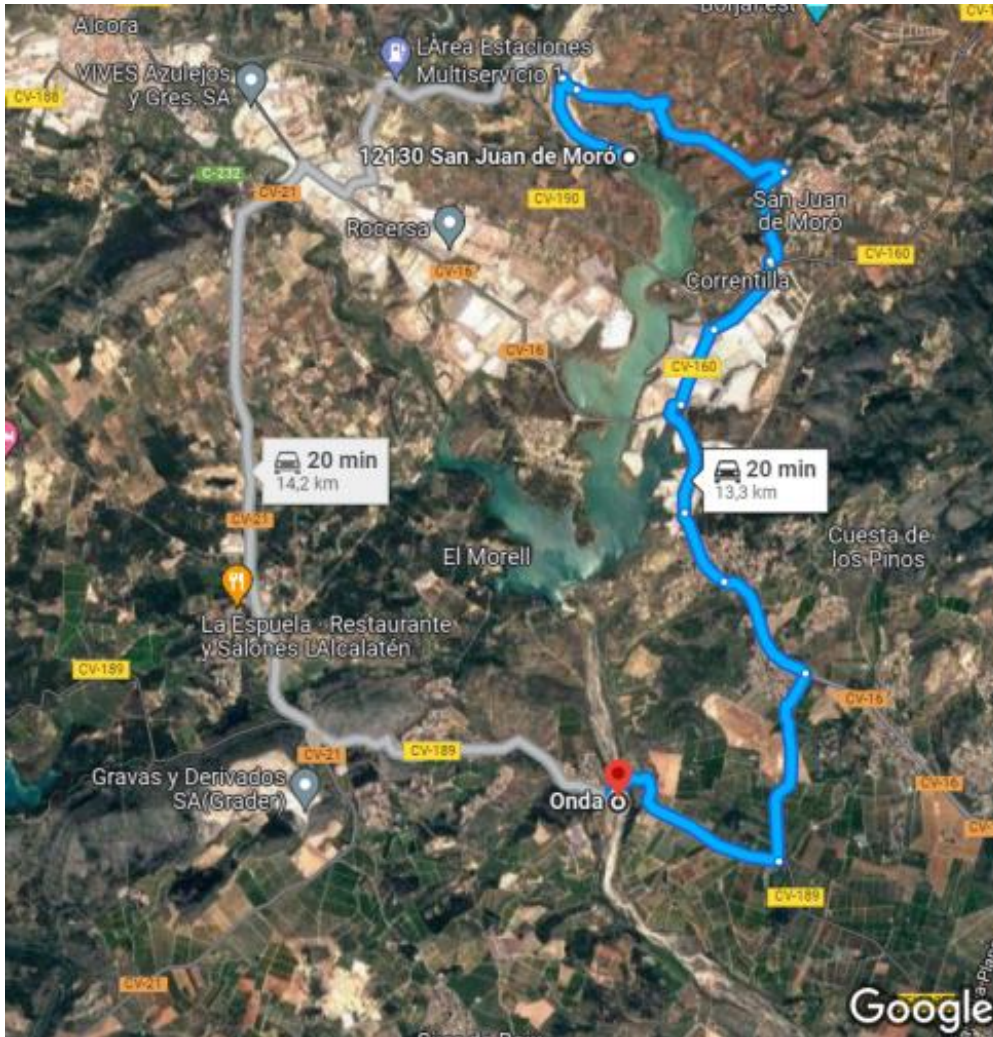 Alcora
VIVES Azulejos
y Gres. SA
LÀrea Estaciones
Multiservicio 1
CV-188
12130 San Juan de Moró
C-232
CV-21
CV-190
San Juan
de Moró
Rocersa
CV-160
CV-16
Correntilla
CV-16
CV-160
20 min
14,2 km
20 min
13,3 km
CV-21
Cuesta de
los Pinos
El Morell
La Espuela - Restaurante
y Salones LAlcalatén
CV-189
CV-16
CV-21
CV-189
Gravas y Derivados
SA(Grader)
CV-16
Onda
CV-189
CV-21
Google